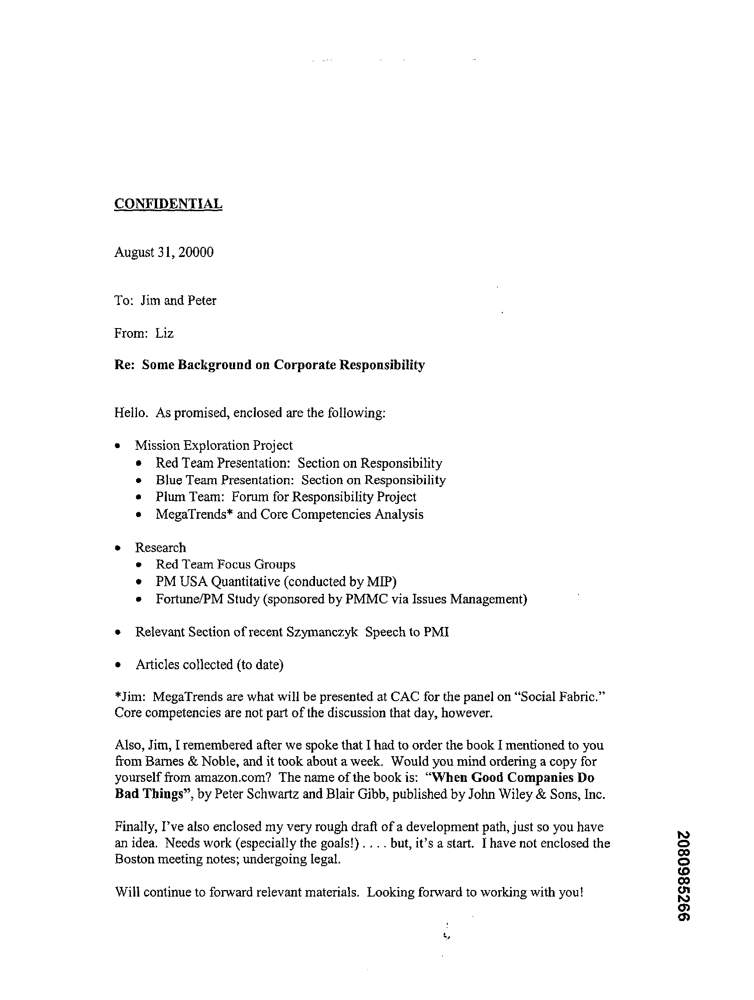 CONFIDENTIAL
August 31, 20000
To: Jim and Peter
From: Liz
Re: Some Background on Corporate Responsibility
Hello. As promised, enclosed are the following:
• Mission Exploration Project
• Red Team Presentation: Section on Responsibility
• Blue Team Presentation: Section on Responsibility
• Plum Team: Forum for Responsibility Project
• MegaTrends* and Core Competencies Analysis
• Research
• Red Team Focus Groups
• PM USA Quantitative (conducted by MIP)
• Fortune/PM Study (sponsored by PMMC via Issues Management)
• Relevant Section of recent Szymanczyk Speech to PMI
• Articles collected (to date)
*Jim: MegaTrends are what will be presented at CAC for the panel on “Social Fabric.”
Core competencies are not part of the discussion that day, however.
Also, Jim, I remembered after we spoke that I had to order the book I mentioned to you
from Barnes & Noble, and it took about a week. Would you mind ordering a copy for
yourself from amazon.com? The name of the book is: “When Good Companies Do
Bad Things”, by Peter Schwartz and Blair Gibb, published by John Wiley & Sons, Inc.
Finally, I’ve also enclosed my very rough draft of a development path, just so you have
an idea. Needs work (especially the goals!) . . . . but, it’s a start. I have not enclosed the
Boston meeting notes; undergoing legal.
Will continue to forward relevant materials. Looking forward to working with you!
2080985266